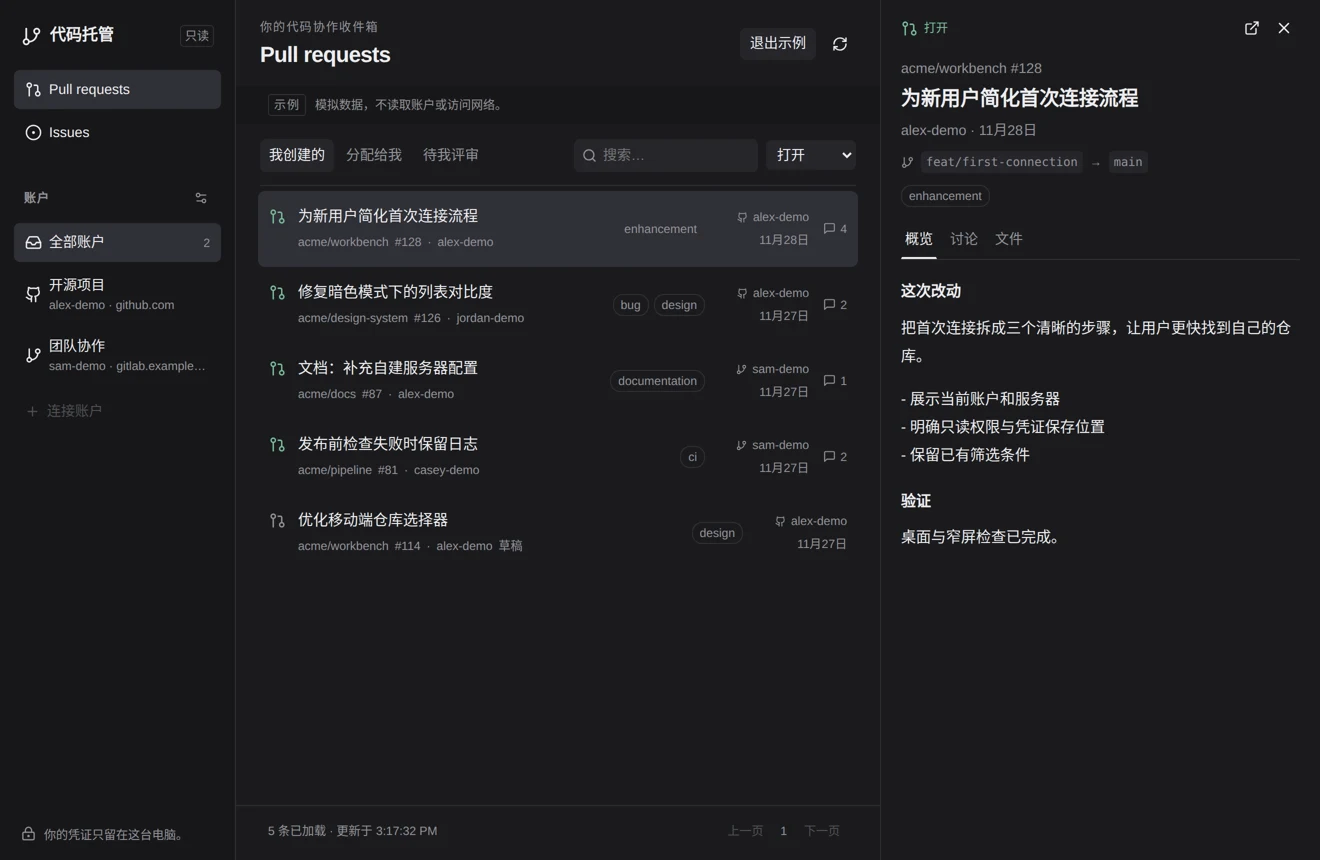 代码托管
只读
Pull requests
Issues
账户
全部账户
2
开源项目
alex-demo · github.com
团队协作
sam-demo · gitlab.example…
连接账户
你的凭证只留在这台电脑。
你的代码协作收件箱
Pull requests
退出示例
示例 模拟数据，不读取账户或访问网络。
我创建的 分配给我 待我评审
搜索…
打开
为新用户简化首次连接流程
acme/workbench #128 · alex-demo
enhancement
alex-demo
11月28日
4
修复暗色模式下的列表对比度
acme/design-system #126 · jordan-demo
bug design
alex-demo
11月27日
2
文档：补充自建服务器配置
acme/docs #87 · alex-demo
documentation
sam-demo
11月27日
1
发布前检查失败时保留日志
acme/pipeline #81 · casey-demo
ci
sam-demo
11月27日
2
优化移动端仓库选择器
acme/workbench #114 · alex-demo 草稿
design
alex-demo
11月27日
5 条已加载 · 更新于 3:17:32 PM
上一页 1 下一页
打开
acme/workbench #128
为新用户简化首次连接流程
alex-demo · 11月28日
feat/first-connection → main
enhancement
概览 讨论 文件
这次改动
把首次连接拆成三个清晰的步骤，让用户更快找到自己的仓
库。
- 展示当前账户和服务器
- 明确只读权限与凭证保存位置
- 保留已有筛选条件
验证
桌面与窄屏检查已完成。